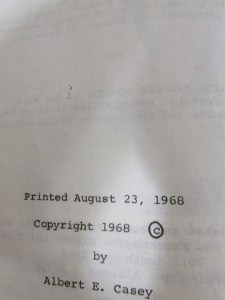 Printed August 23, 1968
Copyright 1968 ©
by
Albert E. Casey